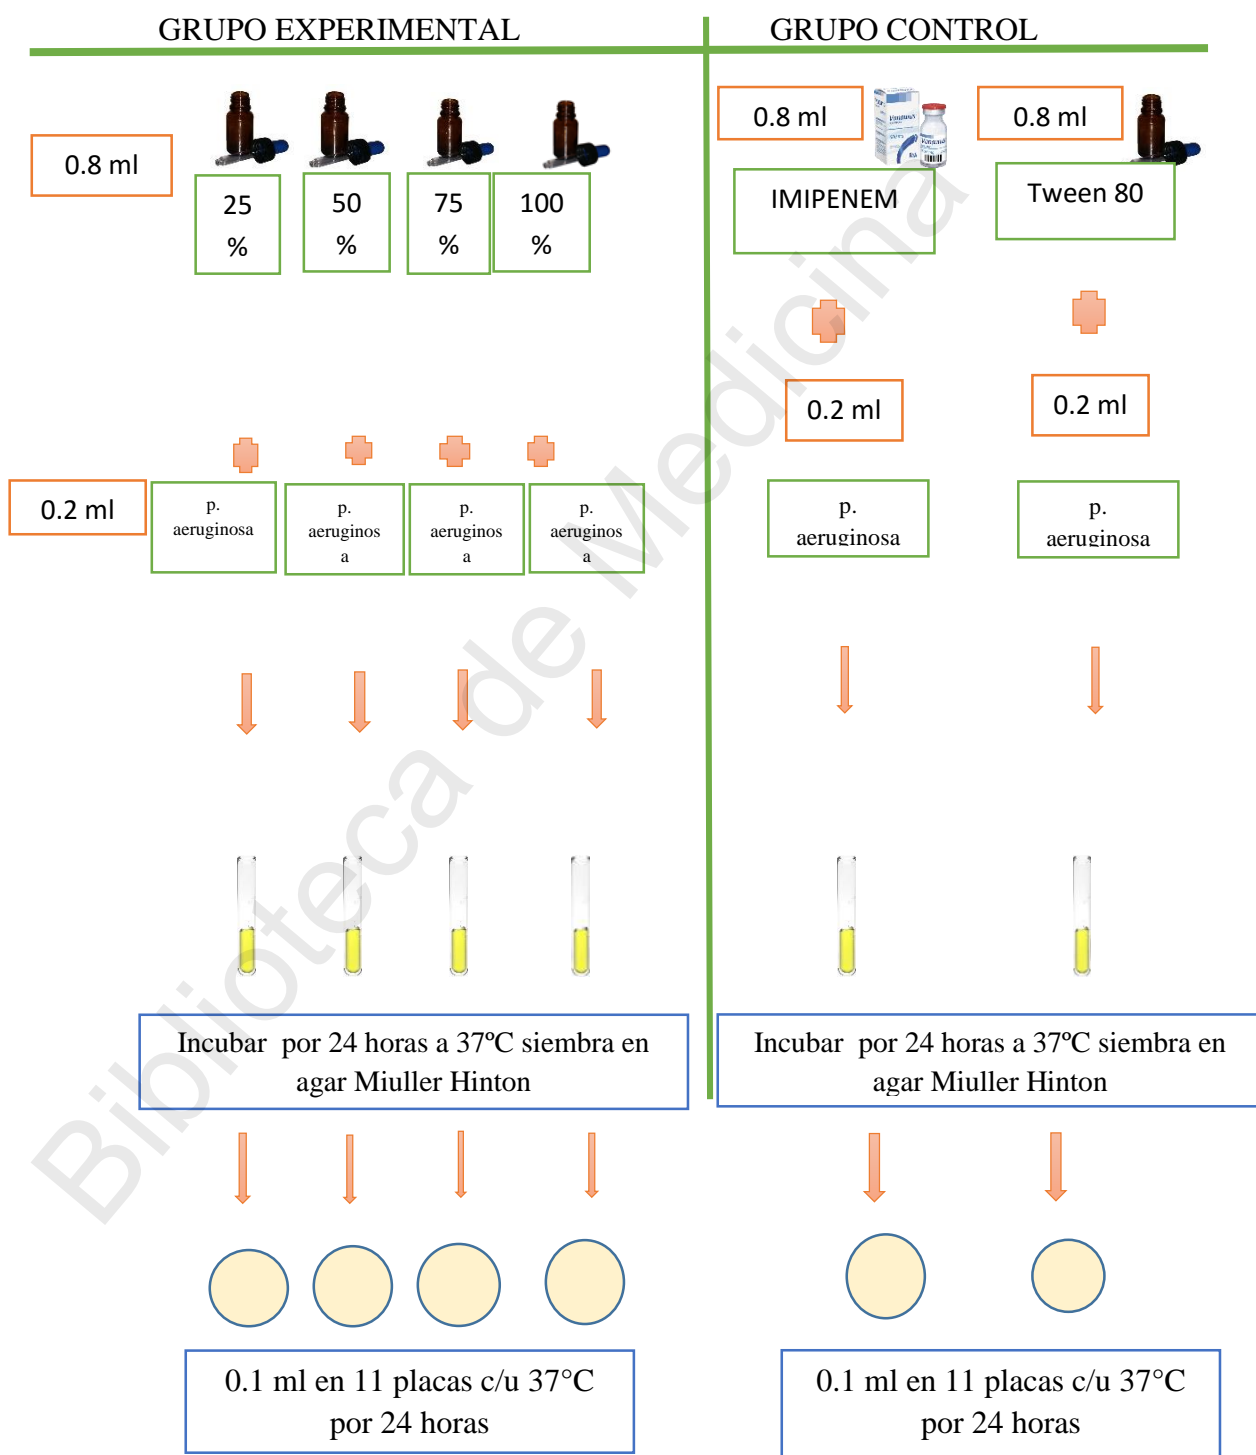 GRUPO EXPERIMENTAL
GRUPO CONTROL
0.8 ml
25
%
50
%
75
%
100
%
0.8 ml
IMIPENEM
0.8 ml
Tween 80
0.2 ml
p.
aeruginosa
p.
aeruginos
a
p.
aeruginos
a
p.
aeruginos
a
0.2 ml
p.
aeruginosa
0.2 ml
p.
aeruginosa
Incubar por 24 horas a 37ºC siembra en
agar Miuller Hinton
Incubar por 24 horas a 37ºC siembra en
agar Miuller Hinton
0.1 ml en 11 placas c/u 37°C
por 24 horas
0.1 ml en 11 placas c/u 37°C
por 24 horas
Biblioteca de Medicina